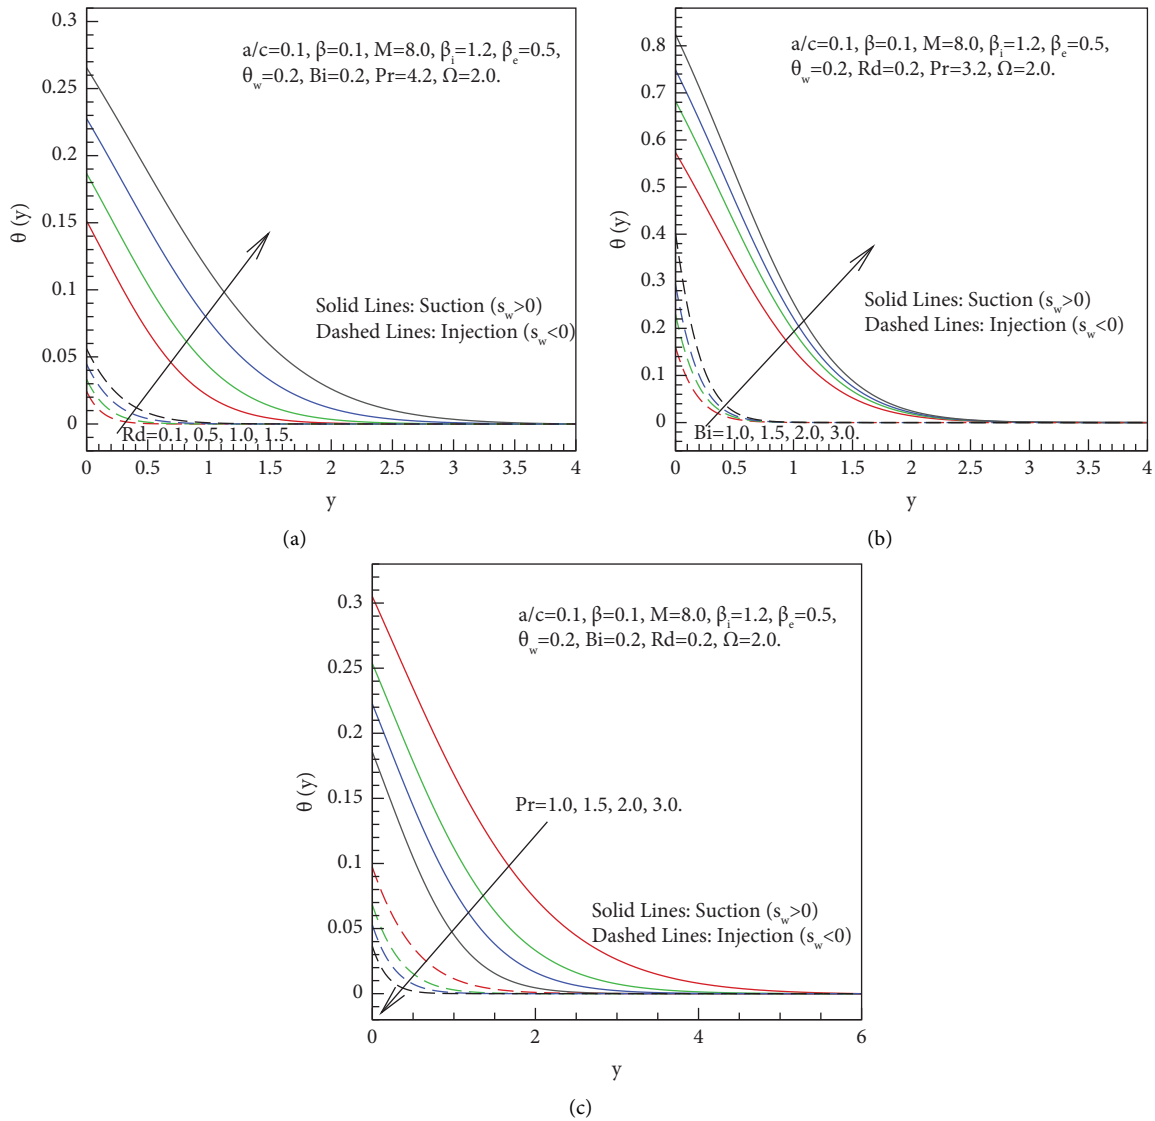 0.3
0.25
0.2
0.15
0.1
0.05
0
θ (y)
a/c=0.1, β=0.1, M=8.0, βᵢ=1.2, βₑ=0.5,
θ_w=0.2, Bi=0.2, Pr=4.2, Ω=2.0.
Solid Lines: Suction (s_w>0)
Dashed Lines: Injection (s_w<0)
Rd=0.1, 0.5, 1.0, 1.5.
0 0.5 1 1.5 2 2.5 3 3.5 4
y
(a)
0.8
0.7
0.6
0.5
0.4
0.3
0.2
0.1
0
θ (y)
a/c=0.1, β=0.1, M=8.0, βᵢ=1.2, βₑ=0.5,
θ_w=0.2, Rd=0.2, Pr=3.2, Ω=2.0.
Solid Lines: Suction (s_w>0)
Dashed Lines: Injection (s_w<0)
Bi=1.0, 1.5, 2.0, 3.0.
0 0.5 1 1.5 2 2.5 3 3.5 4
y
(b)
0.3
0.25
0.2
0.15
0.1
0.05
0
θ (y)
a/c=0.1, β=0.1, M=8.0, βᵢ=1.2, βₑ=0.5,
θ_w=0.2, Bi=0.2, Rd=0.2, Ω=2.0.
Pr=1.0, 1.5, 2.0, 3.0.
Solid Lines: Suction (s_w>0)
Dashed Lines: Injection (s_w<0)
0 2 4 6
y
(c)